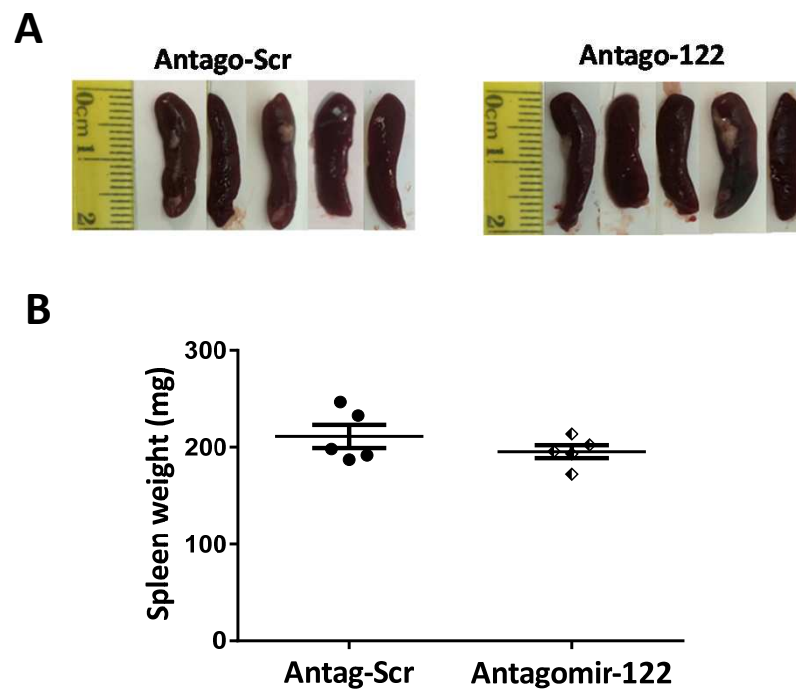 A
Antago-Scr
Antago-122
0cm 1 2
0cm 1 2
B
Spleen weight (mg)
300
200
100
0
Antag-Scr
Antagomir-122